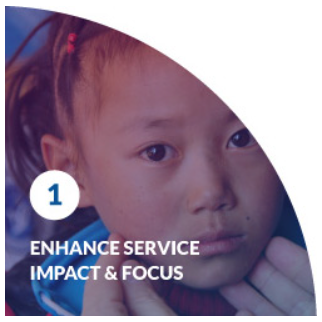 1
ENHANCE SERVICE
IMPACT & FOCUS